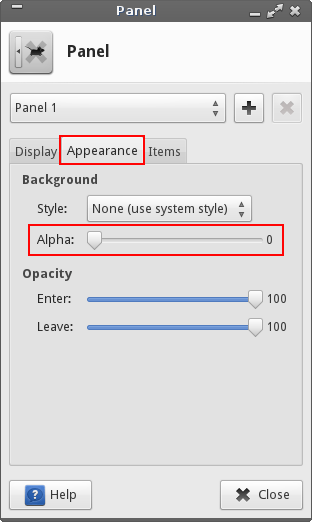 Panel
Panel
Panel 1
Display Appearance Items
Background
Style: None (use system style)
Alpha: 0
Opacity
Enter: 100
Leave: 100
Help Close